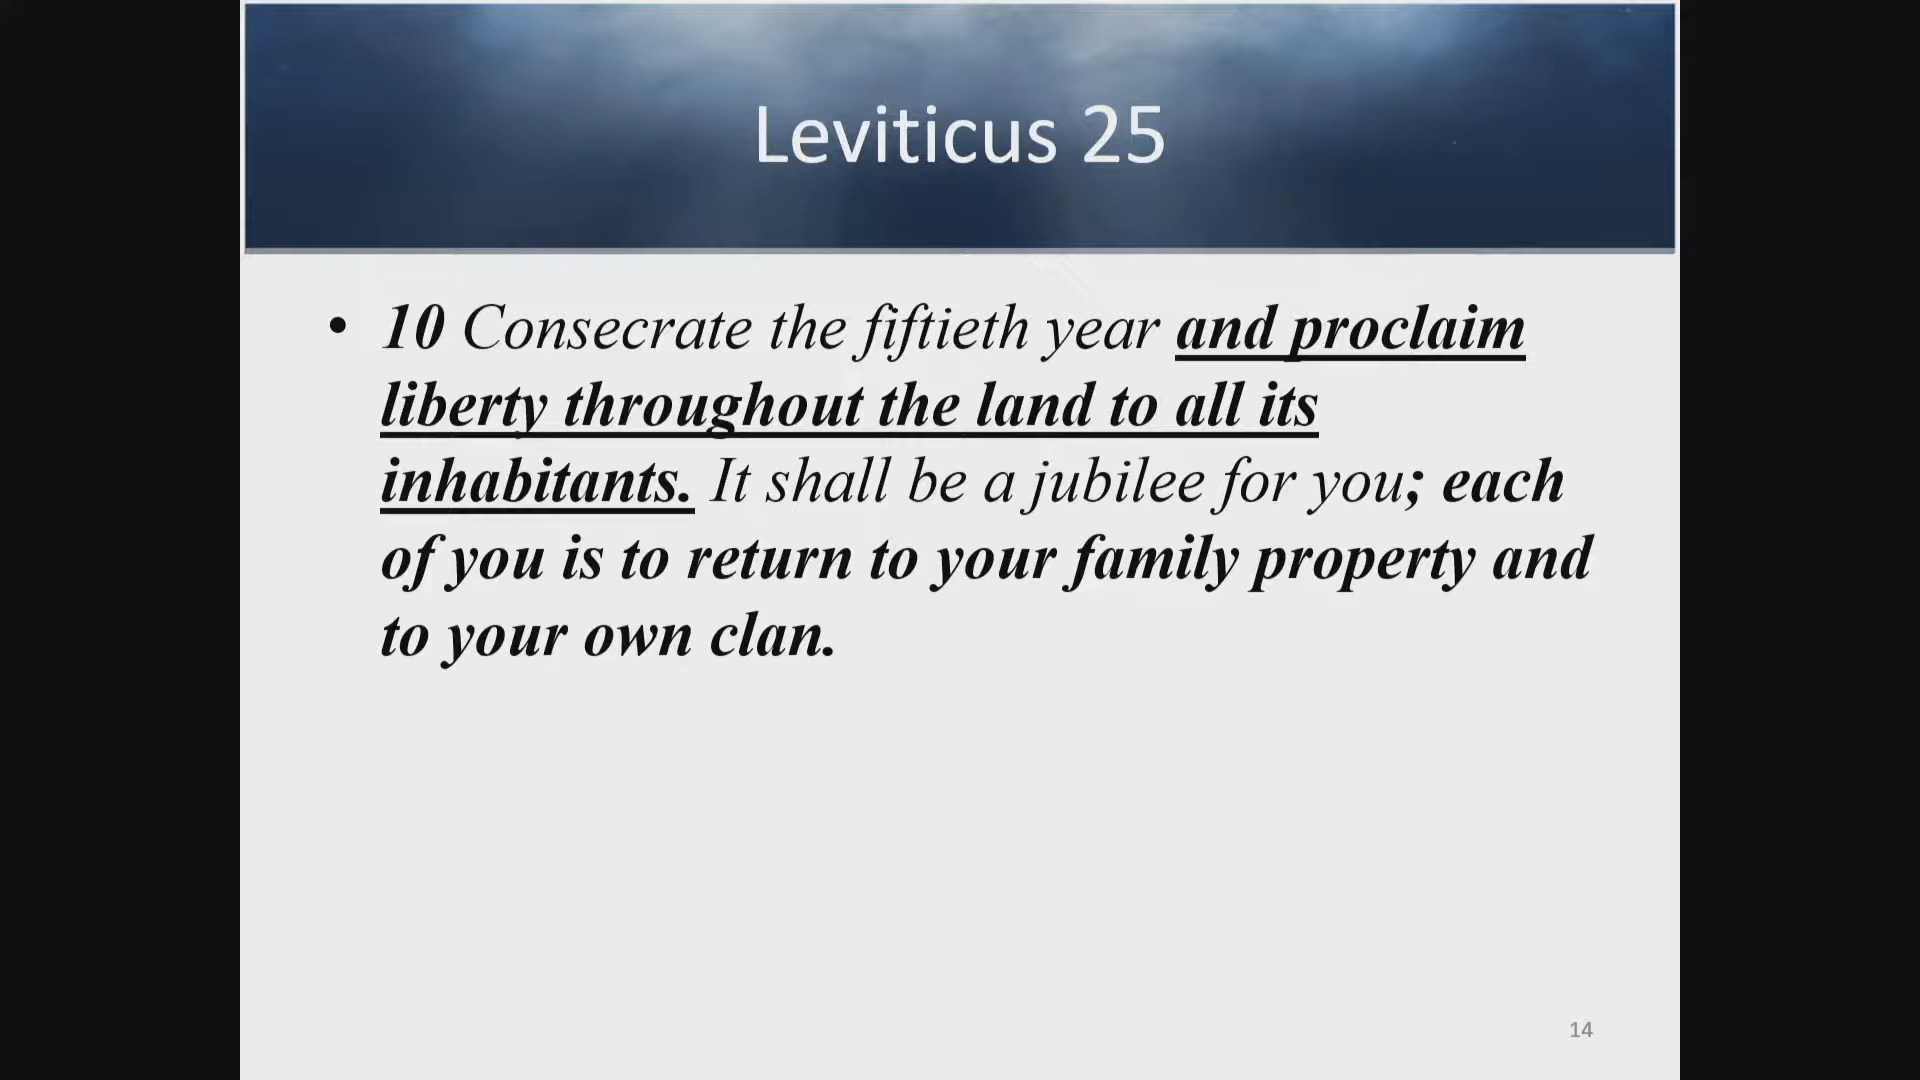 Leviticus 25
• 10 Consecrate the fiftieth year and proclaim
liberty throughout the land to all its
inhabitants. It shall be a jubilee for you; each
of you is to return to your family property and
to your own clan.
14